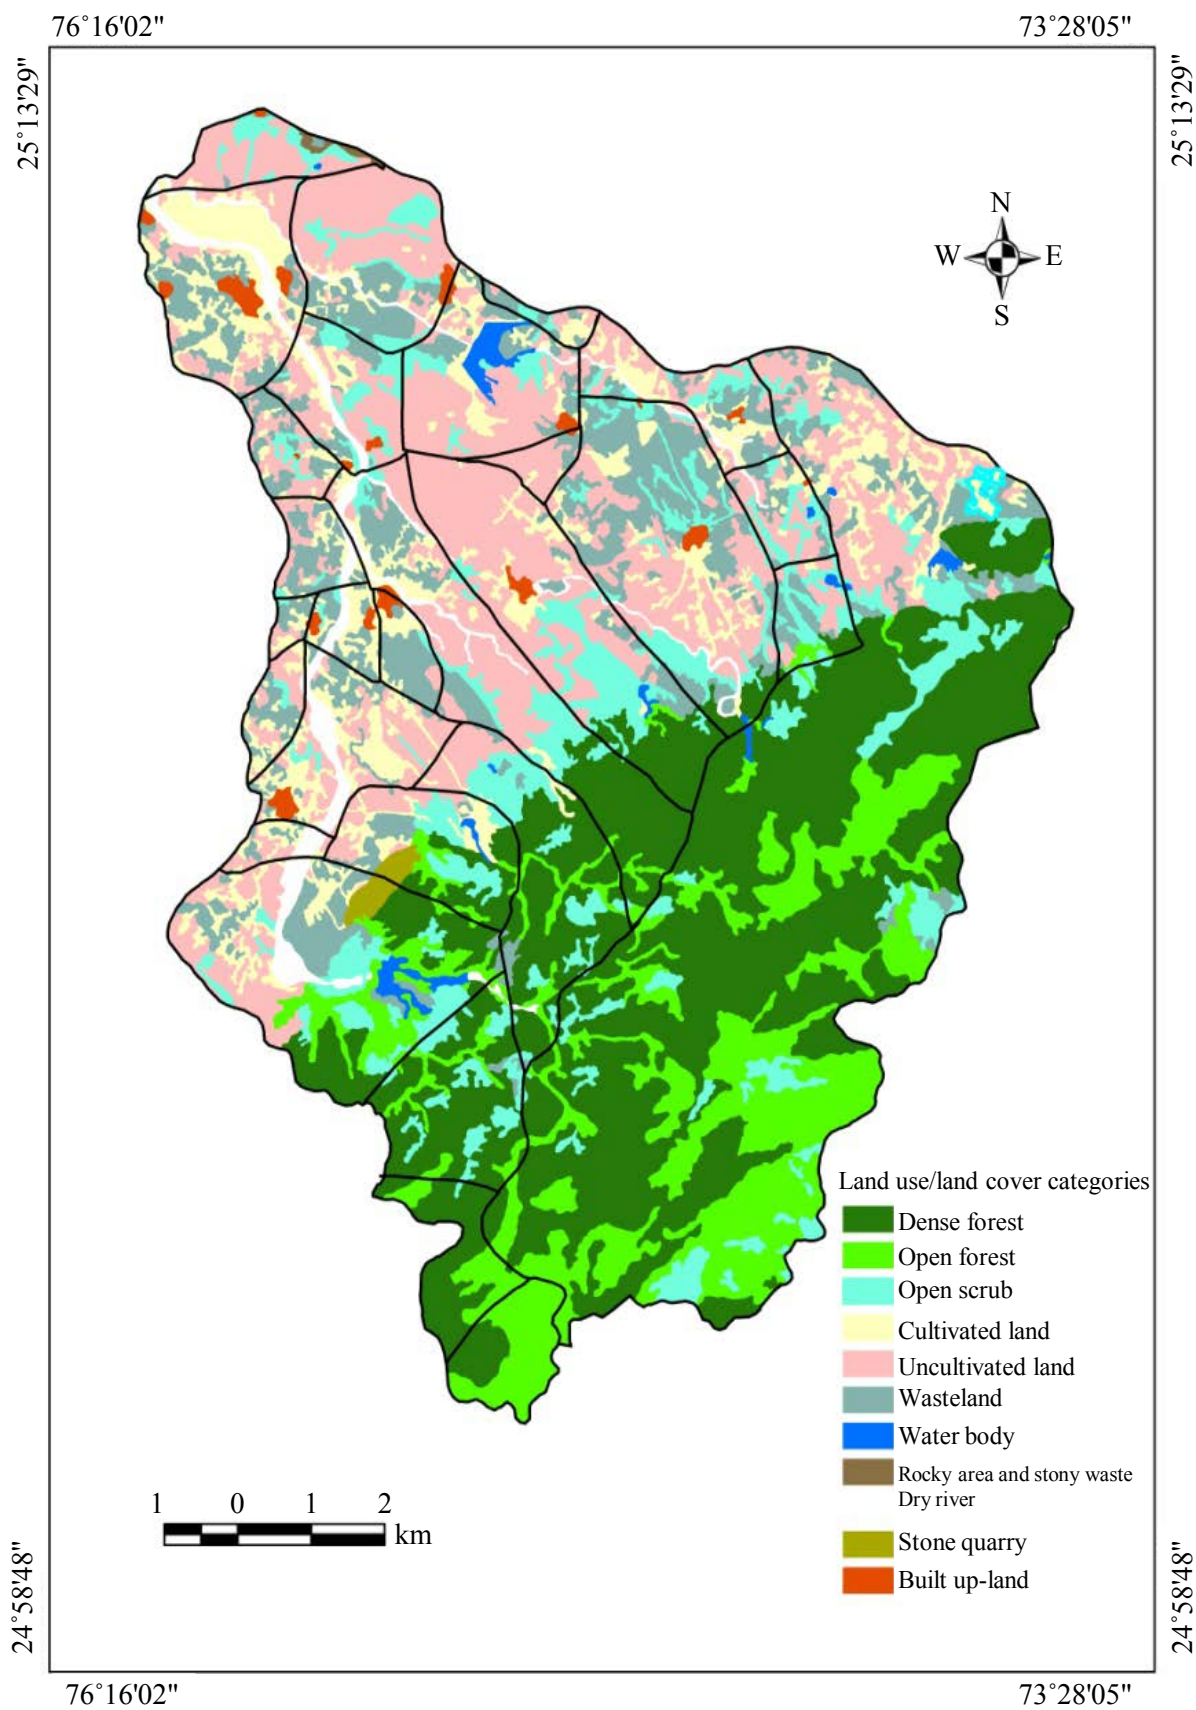 76˚16'02"
73˚28'05"
25˚13'29"
25˚13'29"
N
W
E
S
Land use/land cover categories
Dense forest
Open forest
Open scrub
Cultivated land
Uncultivated land
Wasteland
Water body
Rocky area and stony waste
Dry river
Stone quarry
Built up-land
1 0 1 2
km
24˚58'48"
24˚58'48"
76˚16'02"
73˚28'05"